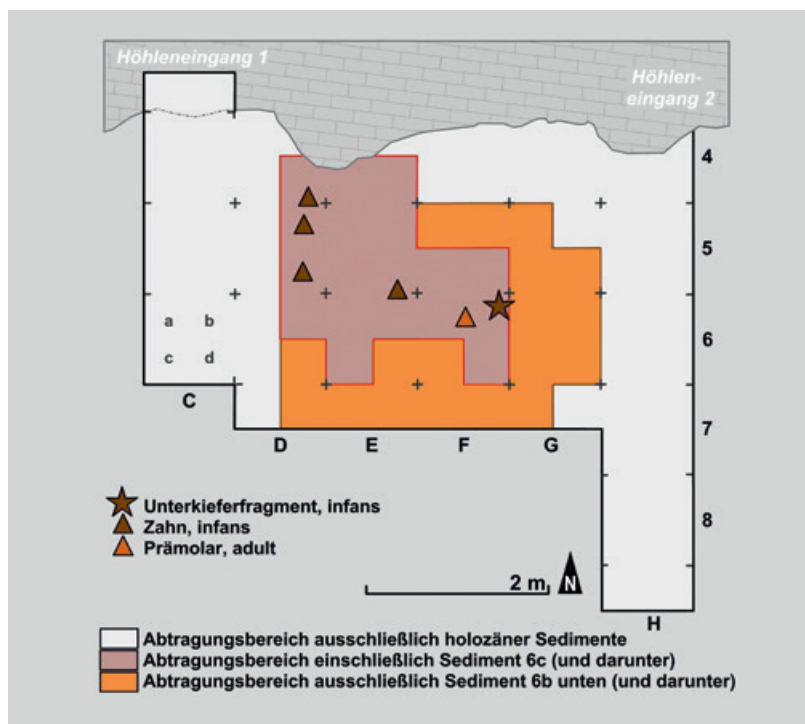 Höhleneingang 1
Höhlen-
eingang 2
4
5
a b
6
c d
C
7
D E F G
Unterkieferfragment, infans
8
Zahn, infans
Prämolar, adult
2 m
N
H
Abtragungsbereich ausschließlich holozäner Sedimente
Abtragungsbereich einschließlich Sediment 6c (und darunter)
Abtragungsbereich ausschließlich Sediment 6b unten (und darunter)